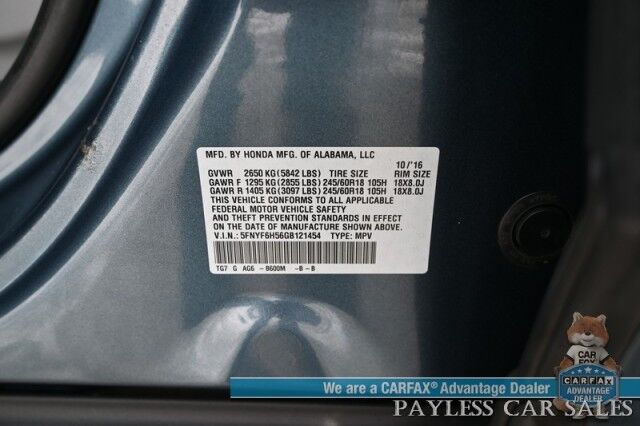 MFD. BY HONDA MFG. OF ALABAMA, LLC 10/'16
GVWR 2650 KG(5842 LBS) TIRE SIZE RIM SIZE
GAWR F 1295 KG(2855 LBS) 245/60R18 105H 18X8.0J
GAWR R 1405 KG(3097 LBS) 245/60R18 105H 18X8.0J
THIS VEHICLE CONFORMS TO ALL APPLICABLE
FEDERAL MOTOR VEHICLE SAFETY
AND THEFT PREVENTION STANDARDS IN EFFECT
ON THE DATE OF MANUFACTURE SHOWN ABOVE.
V.I.N.: 5FNYF6H56GB121454 TYPE: MPV
TG7 G AG6 -B600M -B -B
CAR
FOX
CARFAX
ADVANTAGE
DEALER
We are a CARFAX® Advantage Dealer
PAYLESS CAR SALES